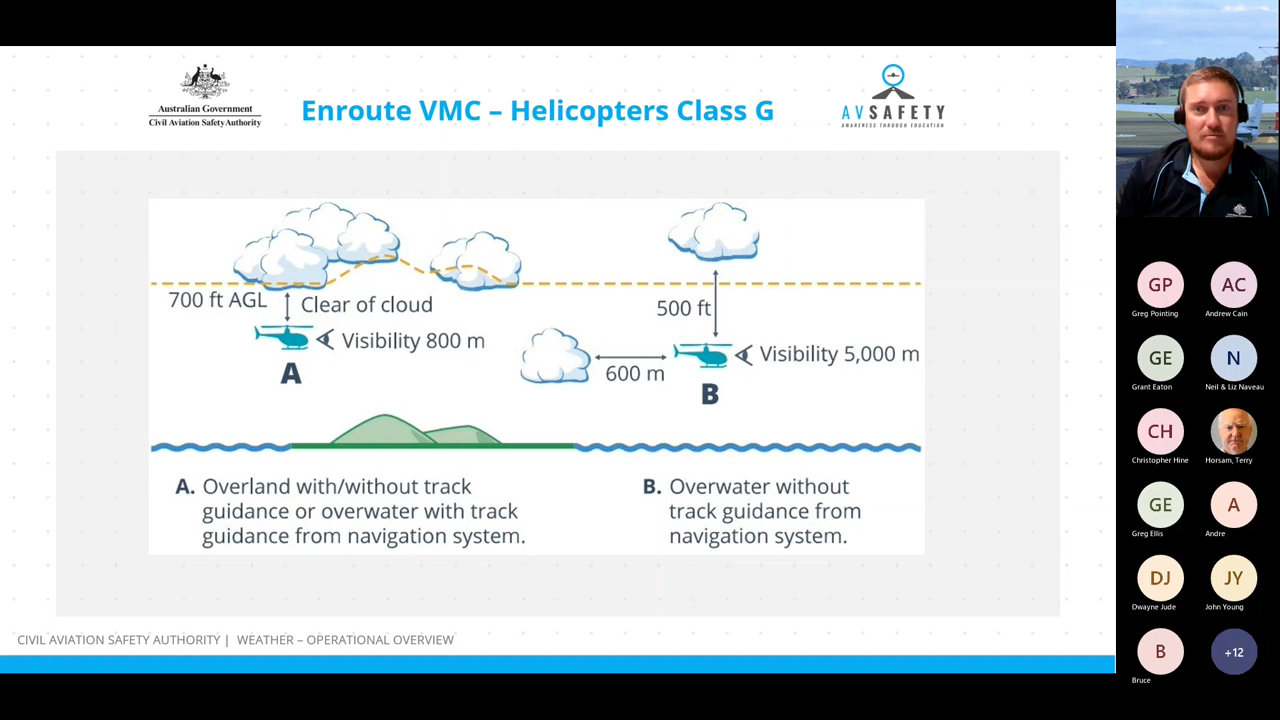 Australian Government
Civil Aviation Safety Authority
Enroute VMC – Helicopters Class G
AVSAFETY
AWARENESS THROUGH EDUCATION
700 ft AGL
Clear of cloud
Visibility 800 m
A
500 ft
600 m
Visibility 5,000 m
B
A. Overland with/without track
guidance or overwater with track
guidance from navigation system.
B. Overwater without
track guidance from
navigation system.
CIVIL AVIATION SAFETY AUTHORITY | WEATHER – OPERATIONAL OVERVIEW
GP
Greg Pointing
AC
Andrew Cain
GE
Grant Eaton
N
Neil & Liz Naveau
CH
Christopher Hine
Horsam, Terry
GE
Greg Ellis
A
Andre
DJ
Dwayne Jude
JY
John Young
B
Bruce
+12